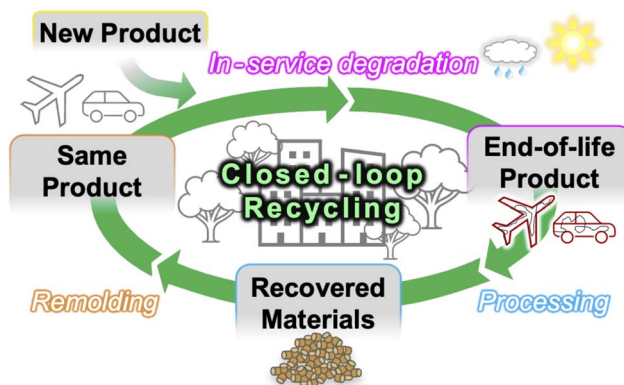 New Product
In-service degradation
Same
Product
Closed-loop
Recycling
End-of-life
Product
Remolding
Recovered
Materials
Processing